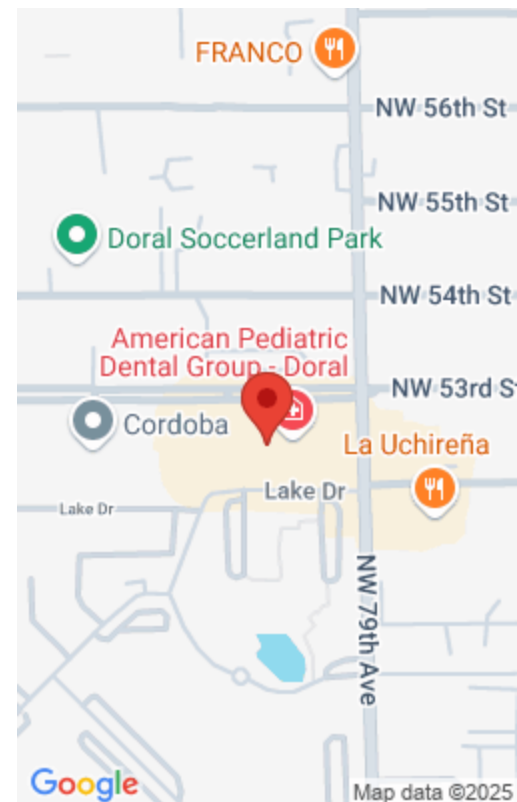 FRANCO
NW 56th St
NW 55th St
Doral Soccerland Park
NW 54th St
American Pediatric
Dental Group - Doral
NW 53rd St
Cordoba
La Uchireña
Lake Dr
Lake Dr
NW 79th Ave
Google
Map data ©2025